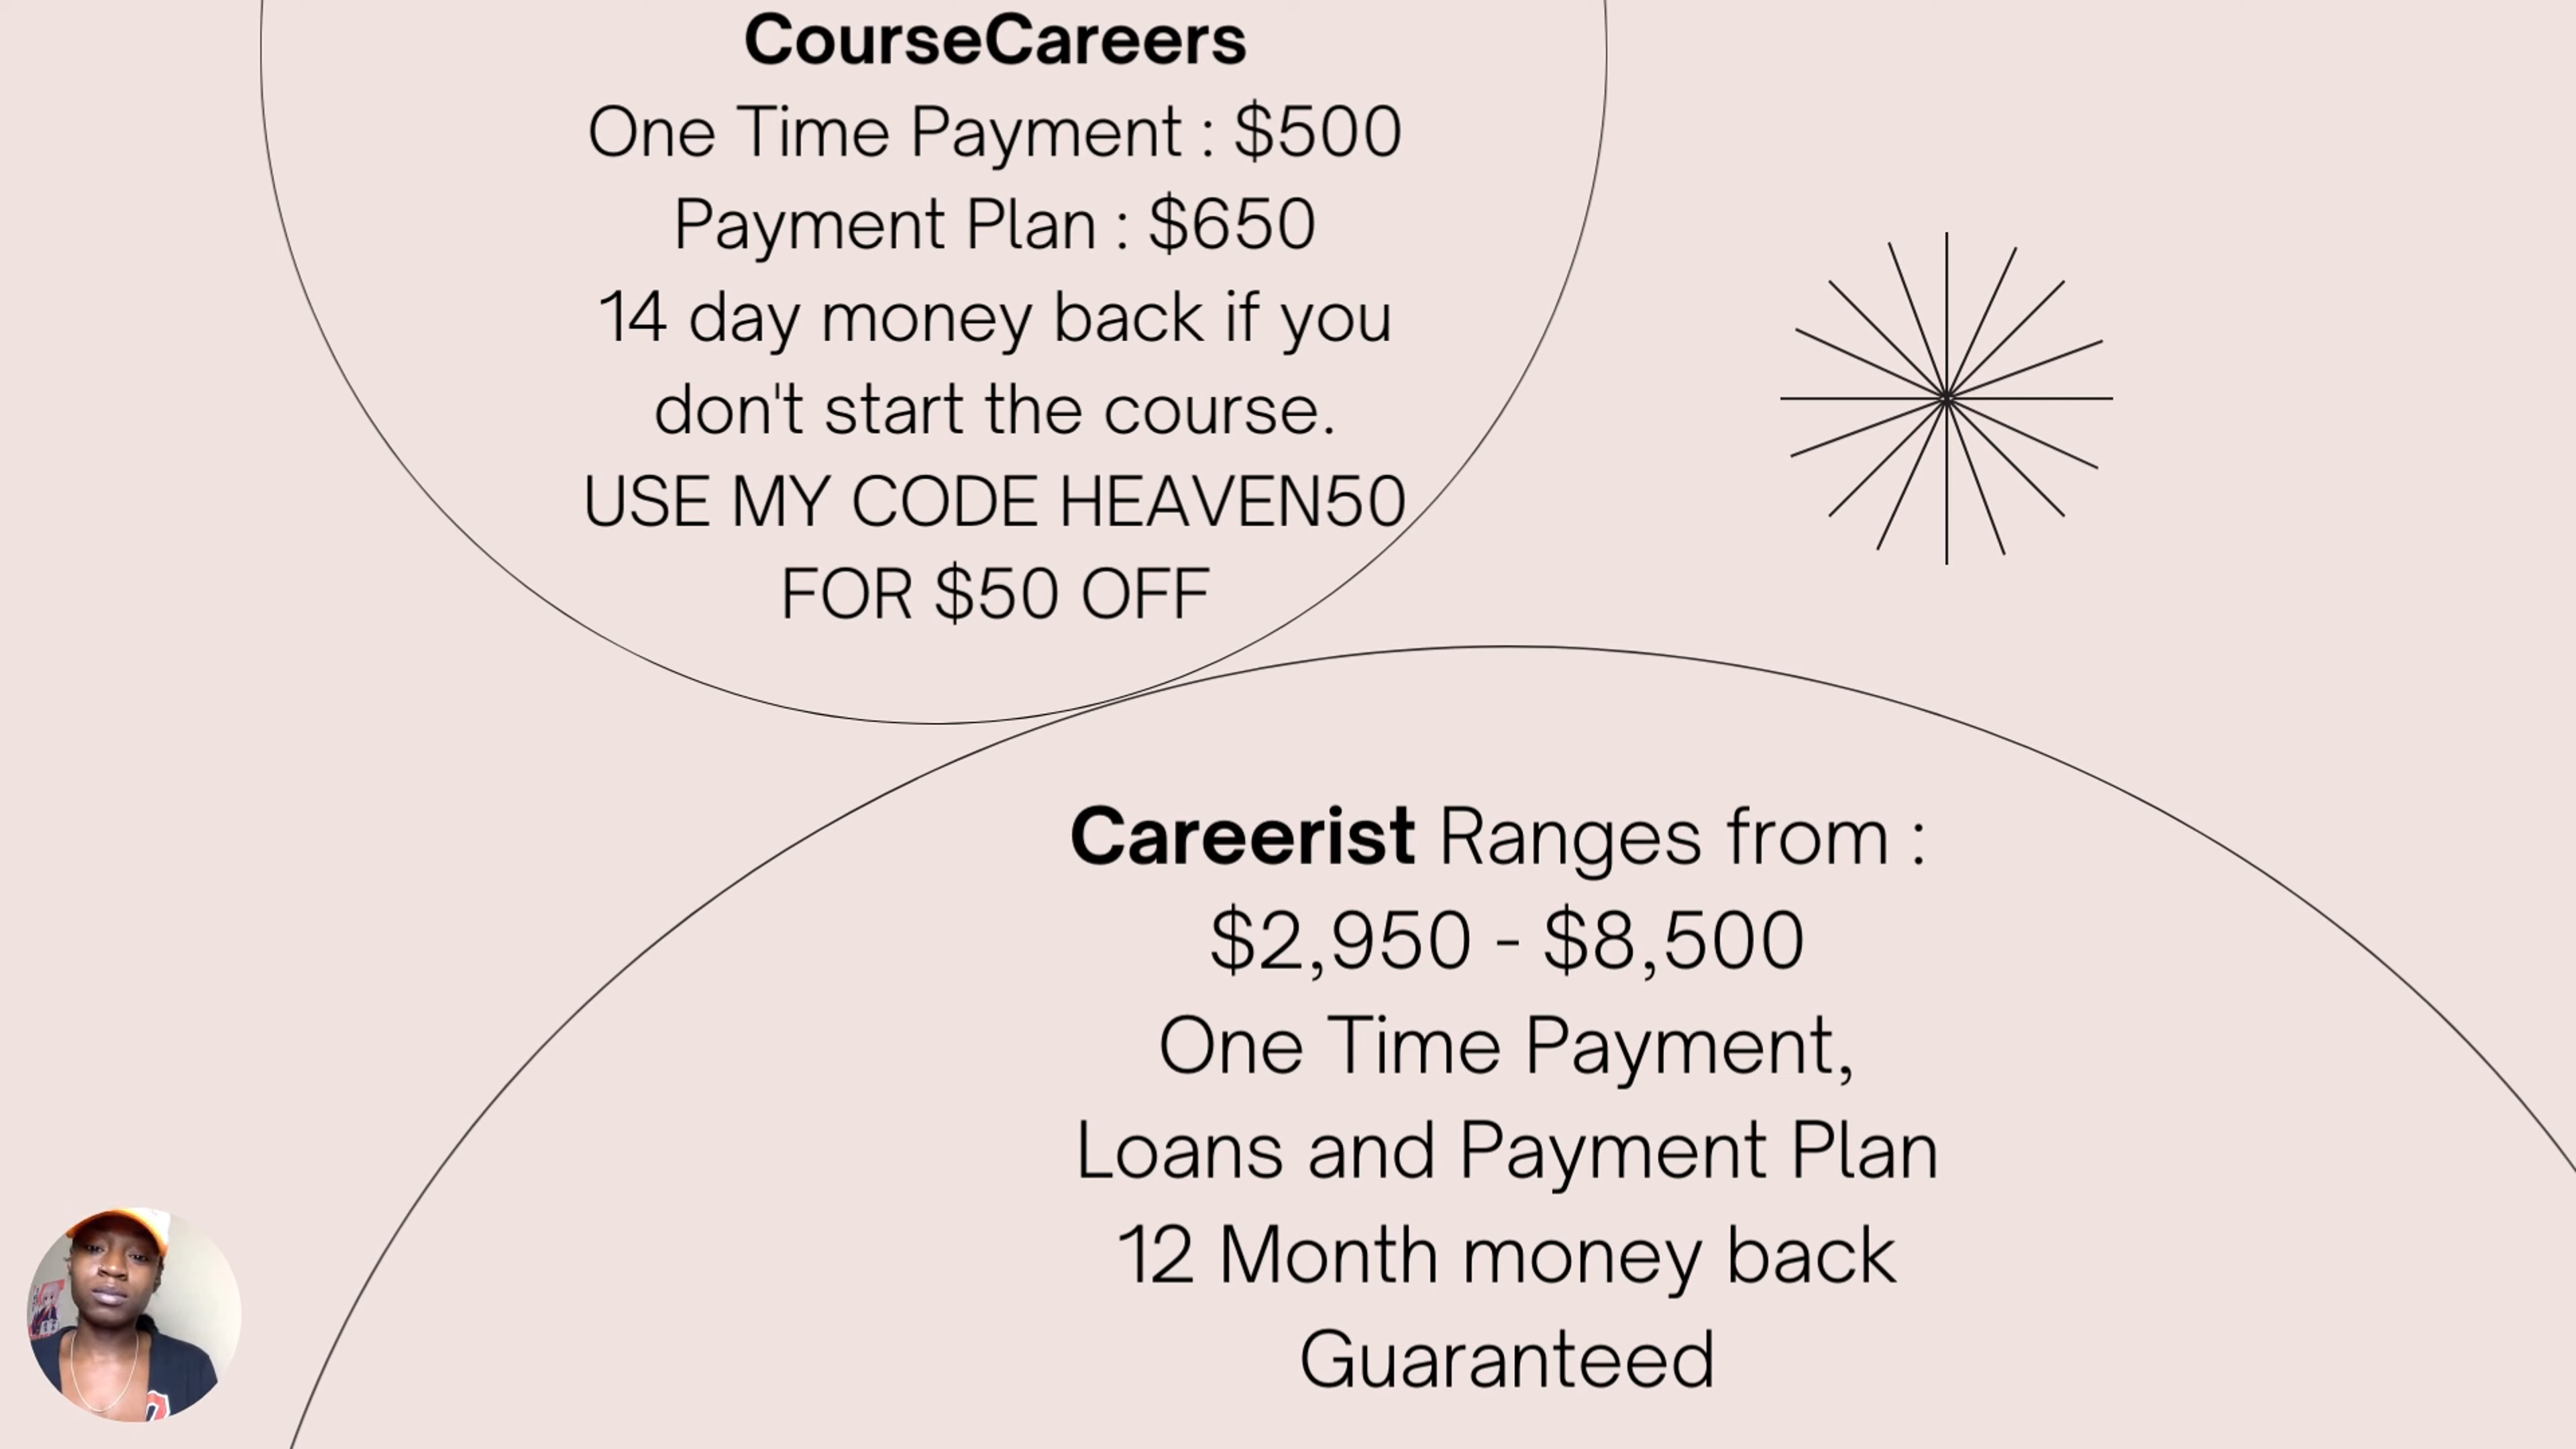 CourseCareers
One Time Payment : $500
Payment Plan : $650
14 day money back if you
don't start the course.
USE MY CODE HEAVEN50
FOR $50 OFF
Careerist Ranges from :
$2,950 - $8,500
One Time Payment,
Loans and Payment Plan
12 Month money back
Guaranteed